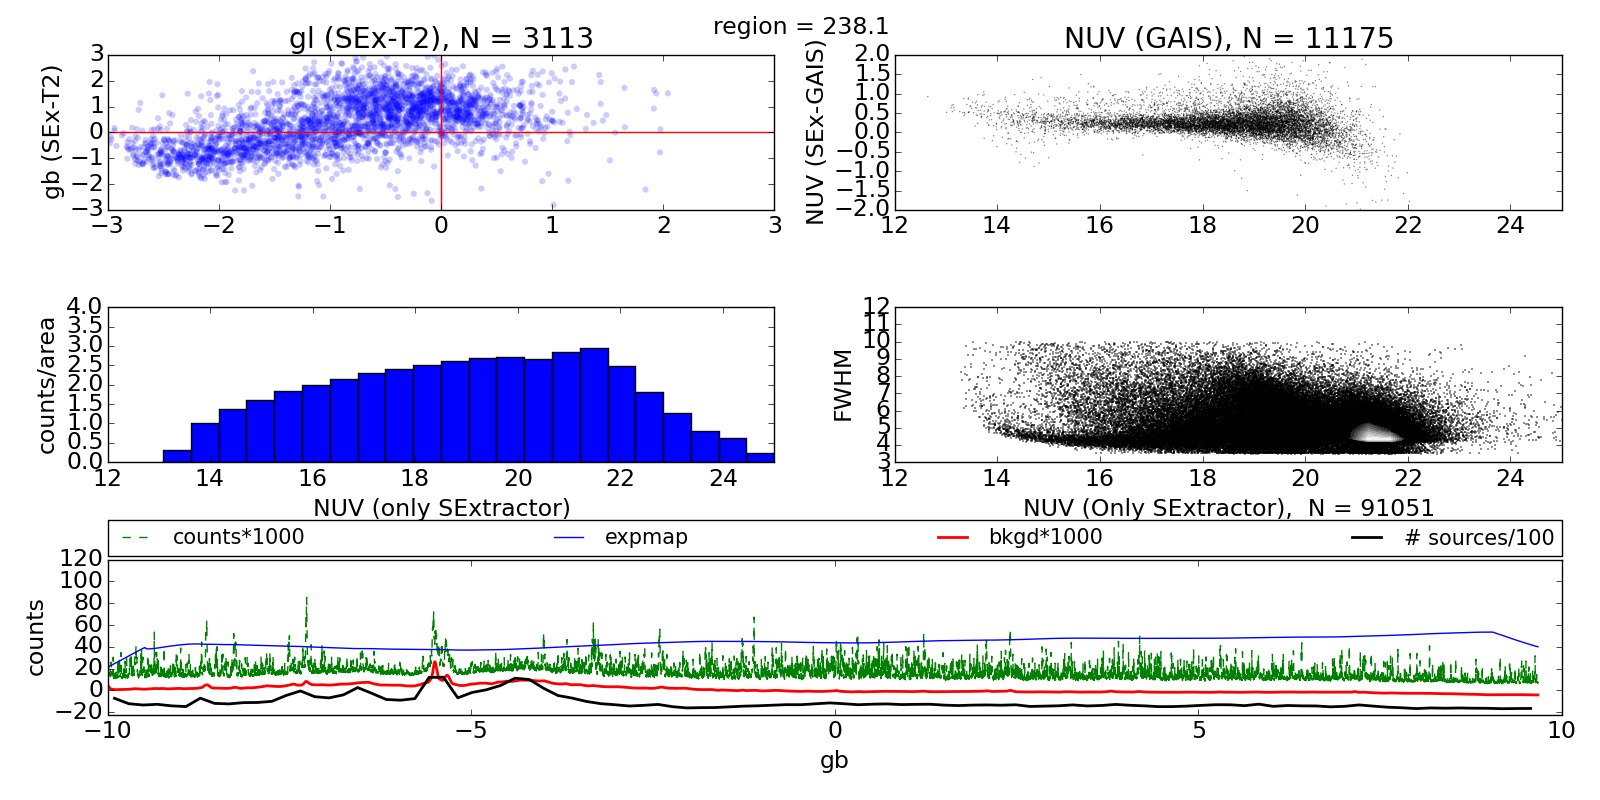 region = 238.1
gl (SEx-T2), N = 3113
NUV (GAIS), N = 11175
gb (SEx-T2)
3
2
1
0
−1
−2
−3
−3 −2 −1 0 1 2 3
NUV (SEx-GAIS)
2.0
1.5
1.0
0.5
0.0
−0.5
−1.0
−1.5
−2.0
12 14 16 18 20 22 24
counts/area
4.0
3.5
3.0
2.5
2.0
1.5
1.0
0.5
0.0
12 14 16 18 20 22 24
NUV (only SExtractor)
FWHM
12
11
10
9
8
7
6
5
4
3
12 14 16 18 20 22 24
NUV (Only SExtractor), N = 91051
counts*1000 expmap bkgd*1000 # sources/100
counts
120
100
80
60
40
20
0
−20
−10 −5 0 5 10
gb